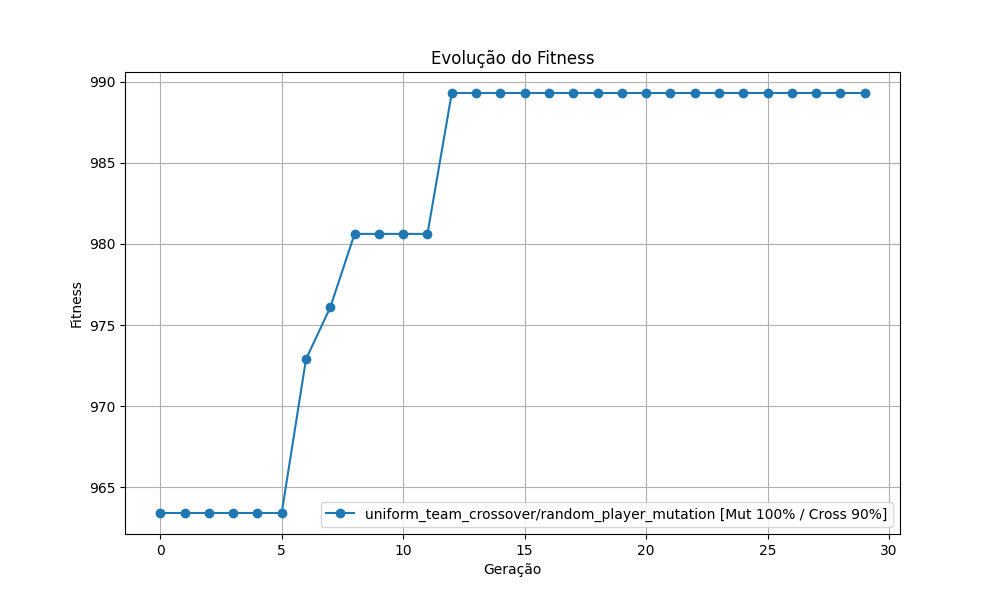 Evolução do Fitness
990
985
980
975
970
965
Fitness
uniform_team_crossover/random_player_mutation [Mut 100% / Cross 90%]
0 5 10 15 20 25 30
Geração